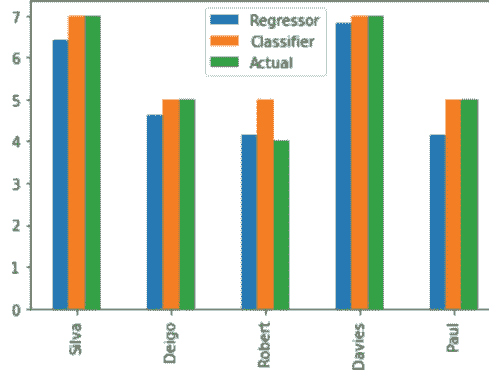 7
6
5
4
3
2
1
0
Regressor
Classifier
Actual
Silva
Deigo
Robert
Davies
Paul